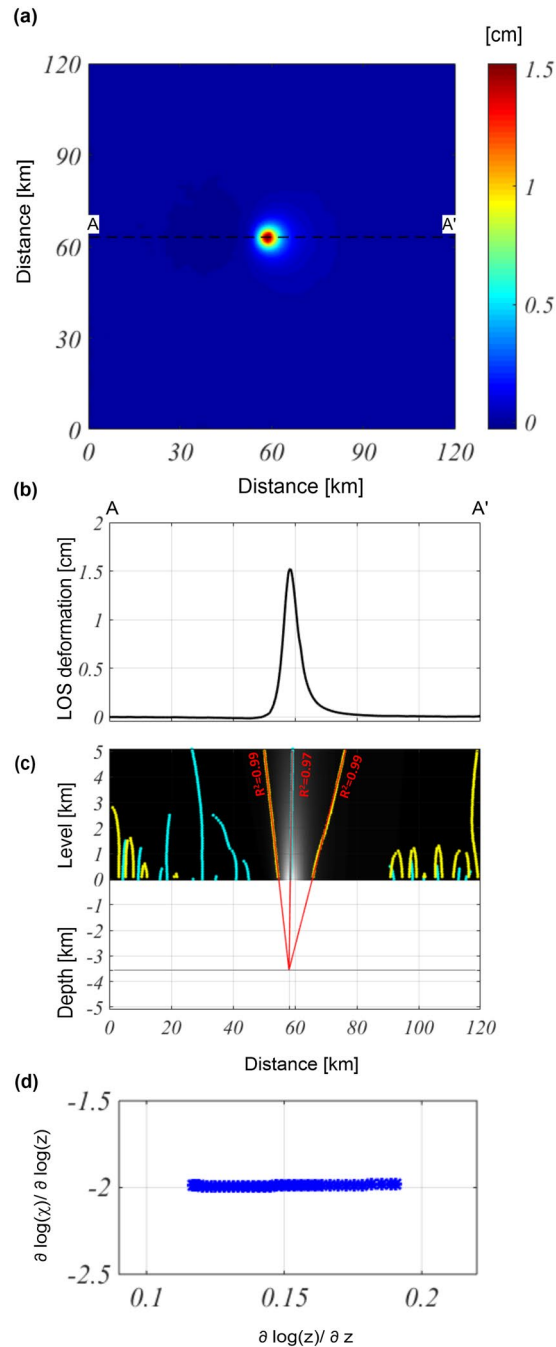 (a)
[cm]
120
90
60
30
0
Distance [km]
A
A'
0
30
60
90
120
Distance [km]
1.5
1
0.5
0
(b)
A
A'
2
1.5
1
0.5
0
LOS deformation [cm]
(c)
5
4
3
2
1
0
-1
-2
-3
-4
-5
Level [km]
Depth [km]
R²=0.99
R²=0.97
R²=0.99
0
20
40
60
80
100
120
Distance [km]
(d)
-1.5
-2
-2.5
∂ log(χ)/ ∂ log(z)
0.1
0.15
0.2
∂ log(z)/ ∂ z